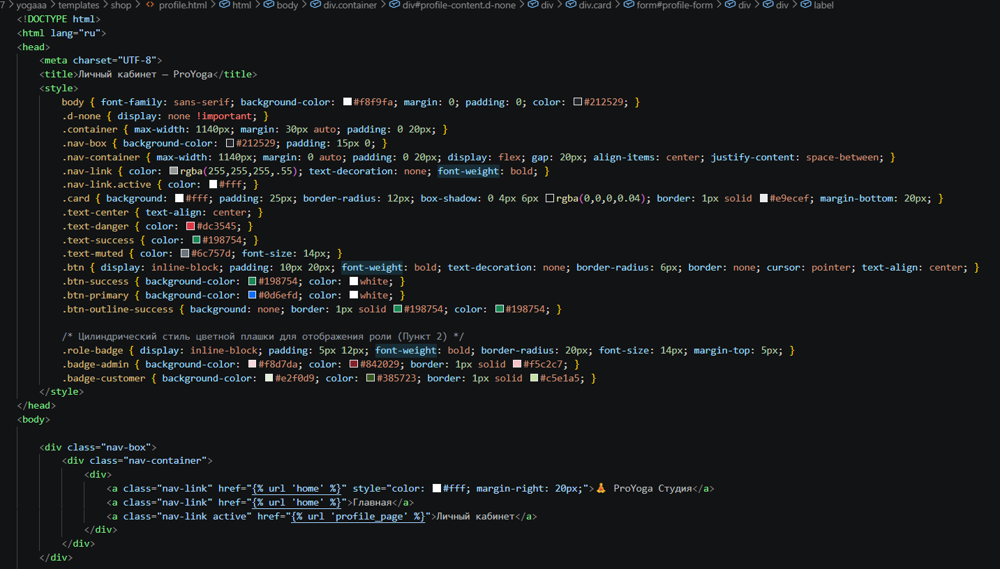 7 > yogaaa > templates > shop > <> profile.html > html > body > div.container > div#profile-content.d-none > div > div.card > form#profile-form > div > div > label
<!DOCTYPE html>
<html lang="ru">
<head>
    <meta charset="UTF-8">
    <title>Личный кабинет — ProYoga</title>
    <style>
        body { font-family: sans-serif; background-color: #f8f9fa; margin: 0; padding: 0; color: #212529; }
        .d-none { display: none !important; }
        .container { max-width: 1140px; margin: 30px auto; padding: 0 20px; }
        .nav-box { background-color: #212529; padding: 15px 0; }
        .nav-container { max-width: 1140px; margin: 0 auto; padding: 0 20px; display: flex; gap: 20px; align-items: center; justify-content: space-between; }
        .nav-link { color: rgba(255,255,255,.55); text-decoration: none; font-weight: bold; }
        .nav-link.active { color: #fff; }
        .card { background: #fff; padding: 25px; border-radius: 12px; box-shadow: 0 4px 6px rgba(0,0,0,0.04); border: 1px solid #e9ecef; margin-bottom: 20px; }
        .text-center { text-align: center; }
        .text-danger { color: #dc3545; }
        .text-success { color: #198754; }
        .text-muted { color: #6c757d; font-size: 14px; }
        .btn { display: inline-block; padding: 10px 20px; font-weight: bold; text-decoration: none; border-radius: 6px; border: none; cursor: pointer; text-align: center; }
        .btn-success { background-color: #198754; color: white; }
        .btn-primary { background-color: #0d6efd; color: white; }
        .btn-outline-success { background: none; border: 1px solid #198754; color: #198754; }
        /* Цилиндрический стиль цветной плашки для отображения роли (Пункт 2) */
        .role-badge { display: inline-block; padding: 5px 12px; font-weight: bold; border-radius: 20px; font-size: 14px; margin-top: 5px; }
        .badge-admin { background-color: #f8d7da; color: #842029; border: 1px solid #f5c2c7; }
        .badge-customer { background-color: #e2f0d9; color: #385723; border: 1px solid #c5e1a5; }
    </style>
</head>
<body>
    <div class="nav-box">
        <div class="nav-container">
            <div>
                <a class="nav-link" href="{% url 'home' %}" style="color: #fff; margin-right: 20px;">🧘 ProYoga Студия</a>
                <a class="nav-link" href="{% url 'home' %}">Главная</a>
                <a class="nav-link active" href="{% url 'profile_page' %}">Личный кабинет</a>
            </div>
        </div>
    </div>